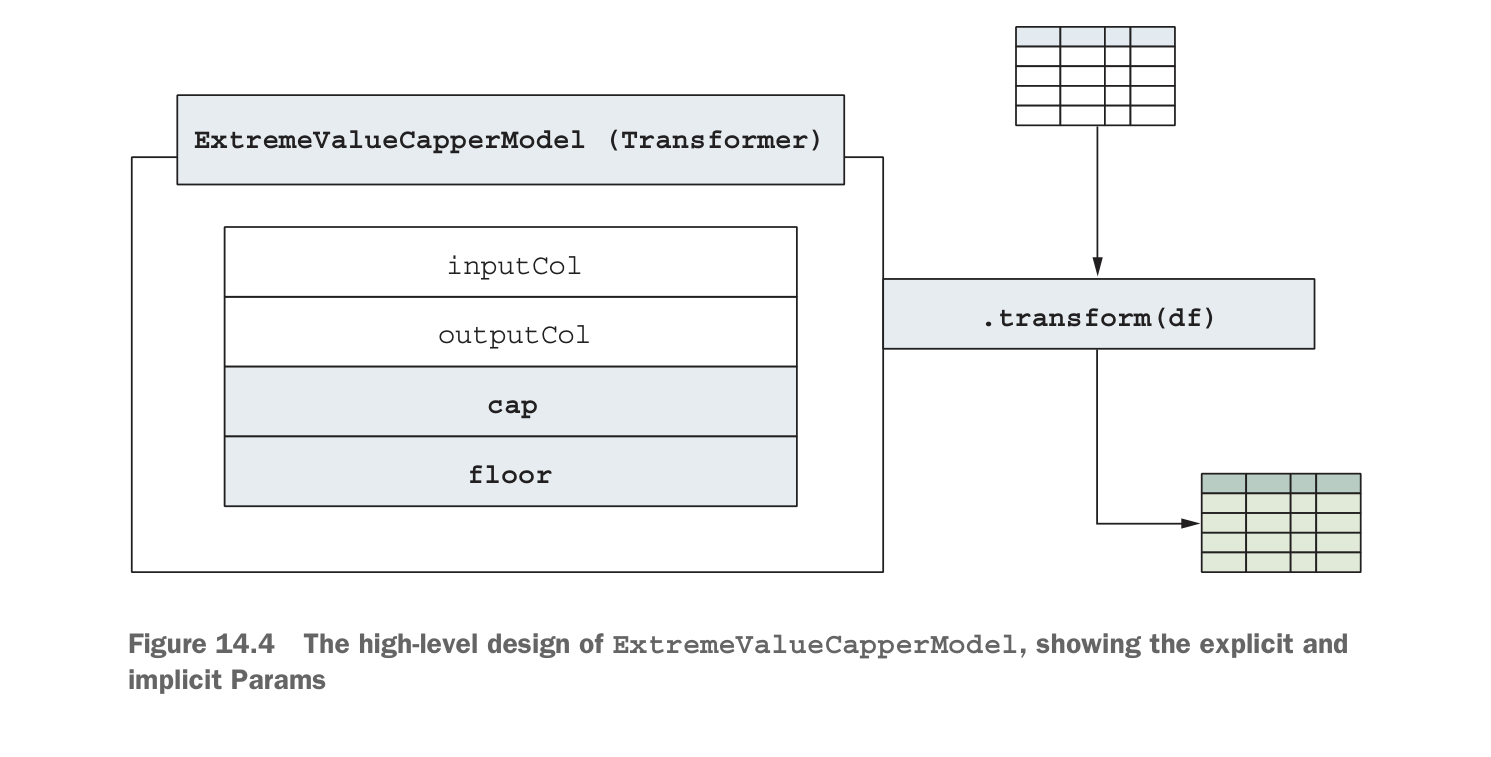 ExtremeValueCapperModel (Transformer)
inputCol
outputCol
cap
floor
.transform(df)
Figure 14.4 The high-level design of ExtremeValueCapperModel, showing the explicit and
implicit Params